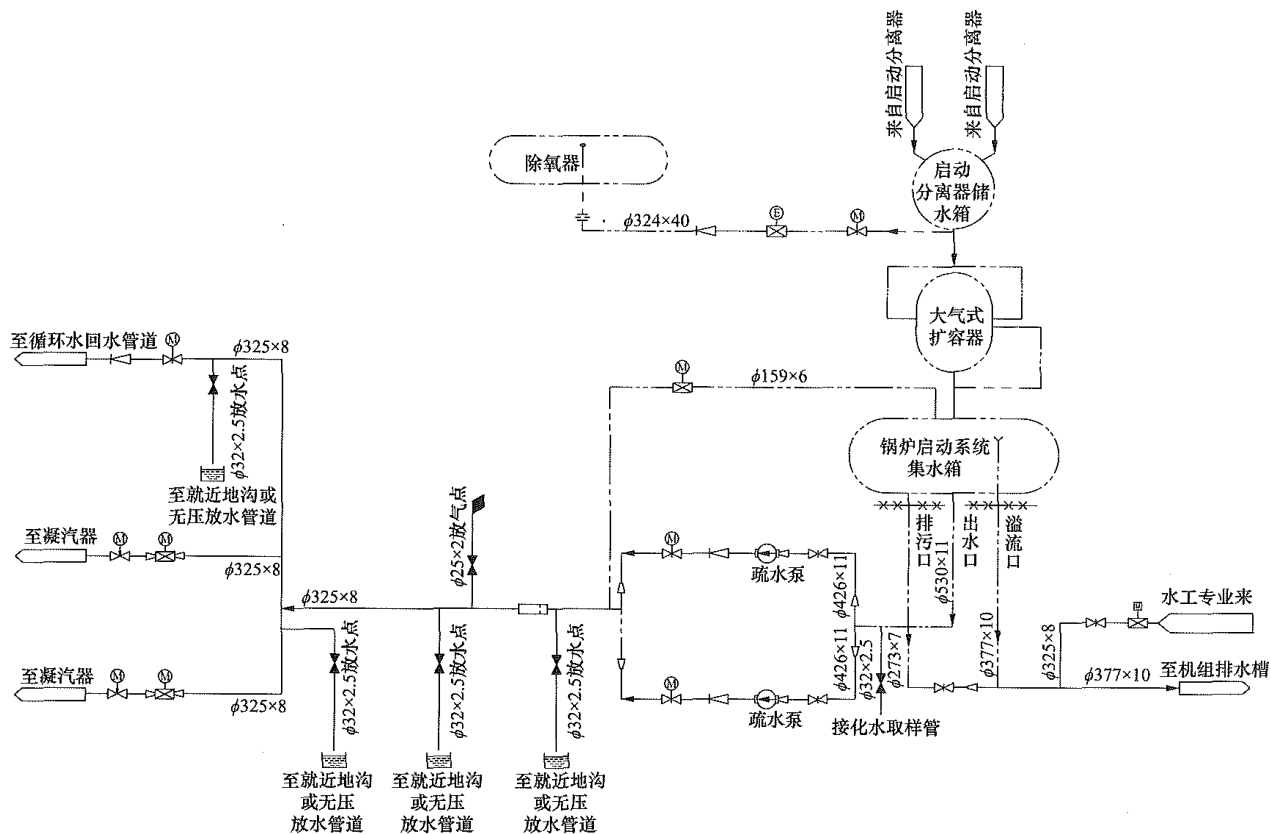 来自启动分离器
来自启动分离器
除氧器
启动
分离器储
水箱
E
M
φ324×40
大气式
扩容器
至循环水回水管道
M
φ325×8
M
φ159×6
φ32×2.5放水点
锅炉启动系统
集水箱
至就近地沟或
无压放水管道
φ25×2放气点
排污口
出水口
溢流口
至凝汽器
M
M
φ325×8
M
疏水泵
φ426×11
φ530×11
水工专业来
φ325×8
φ32×2.5放水点
φ32×2.5放水点
φ32×2.5放水点
φ426×11
φ32×2.5
φ273×7
φ377×10
φ325×8
至凝汽器
M
M
φ325×8
M
疏水泵
φ377×10
至机组排水槽
接化水取样管
至就近地沟
或无压
放水管道
至就近地沟
或无压
放水管道
至就近地沟
或无压
放水管道